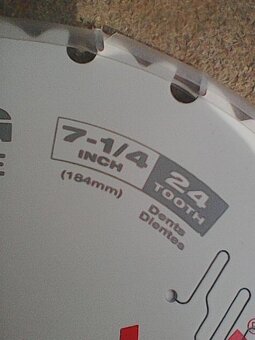 7-1/4 24
INCH TOOTH
(184mm) Dents
Dientes